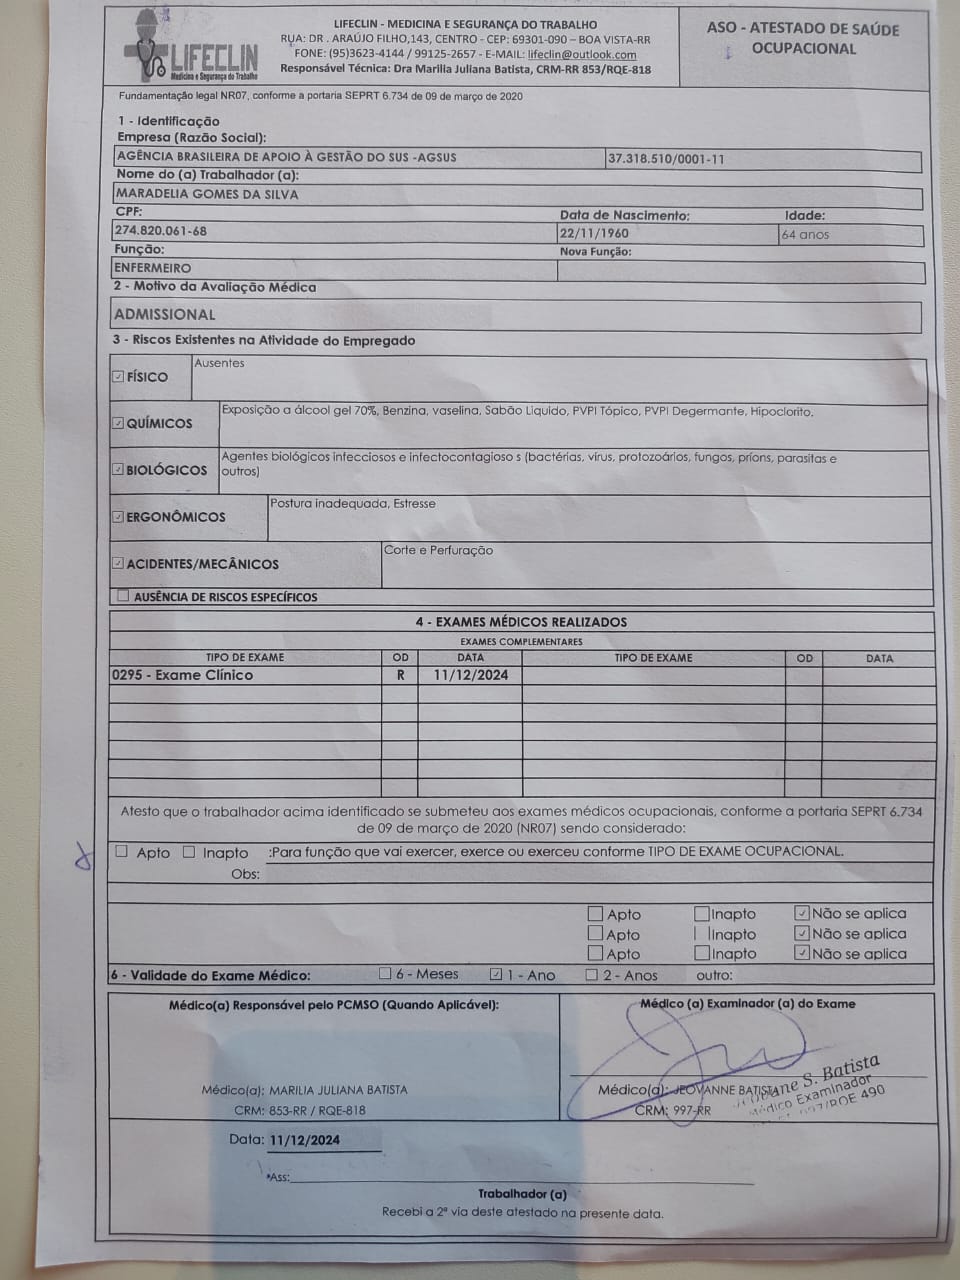 LIFECLIN
Medicina e Segurança do Trabalho
LIFECLIN - MEDICINA E SEGURANÇA DO TRABALHO
RUA: DR . ARAÚJO FILHO,143, CENTRO - CEP: 69301-090 – BOA VISTA-RR
FONE: (95)3623-4144 / 99125-2657 - E-MAIL: lifeclin@outlook.com
Responsável Técnica: Dra Marilia Juliana Batista, CRM-RR 853/RQE-818
ASO - ATESTADO DE SAÚDE
OCUPACIONAL
Fundamentação legal NR07, conforme a portaria SEPRT 6.734 de 09 de março de 2020
1 - Identificação
Empresa (Razão Social):
AGÊNCIA BRASILEIRA DE APOIO À GESTÃO DO SUS -AGSUS 37.318.510/0001-11
Nome do (a) Trabalhador (a):
MARADELIA GOMES DA SILVA
CPF: Data de Nascimento: Idade:
274.820.061-68 22/11/1960 64 anos
Função: Nova Função:
ENFERMEIRO
2 - Motivo da Avaliação Médica
ADMISSIONAL
3 - Riscos Existentes na Atividade do Empregado
FÍSICO Ausentes
QUÍMICOS Exposição a álcool gel 70%, Benzina, vaselina, Sabão Liquido, PVPI Tópico, PVPI Degermante, Hipoclorito.
BIOLÓGICOS Agentes biológicos infecciosos e infectocontagioso s (bactérias, vírus, protozoários, fungos, príons, parasitas e
outros)
ERGONÔMICOS Postura inadequada, Estresse
ACIDENTES/MECÂNICOS Corte e Perfuração
AUSÊNCIA DE RISCOS ESPECÍFICOS
4 - EXAMES MÉDICOS REALIZADOS
EXAMES COMPLEMENTARES
TIPO DE EXAME OD DATA TIPO DE EXAME OD DATA
0295 - Exame Clínico R 11/12/2024
Atesto que o trabalhador acima identificado se submeteu aos exames médicos ocupacionais, conforme a portaria SEPRT 6.734
de 09 de março de 2020 (NR07) sendo considerado:
Apto Inapto :Para função que vai exercer, exerce ou exerceu conforme TIPO DE EXAME OCUPACIONAL.
Obs:
Apto Inapto Não se aplica
Apto Inapto Não se aplica
Apto Inapto Não se aplica
6 - Validade do Exame Médico: 6 - Meses 1 - Ano 2 - Anos outro:
Médico(a) Responsável pelo PCMSO (Quando Aplicável):
Médico(a): MARILIA JULIANA BATISTA
CRM: 853-RR / RQE-818
Médico (a) Examinador (a) do Exame
Médico(a): JEOVANNE BATISTA
CRM: 997-RR
S. Batista
Médico Examinador
997/RQE 490
Data: 11/12/2024
*Ass:
Trabalhador (a)
Recebi a 2ª via deste atestado na presente data.